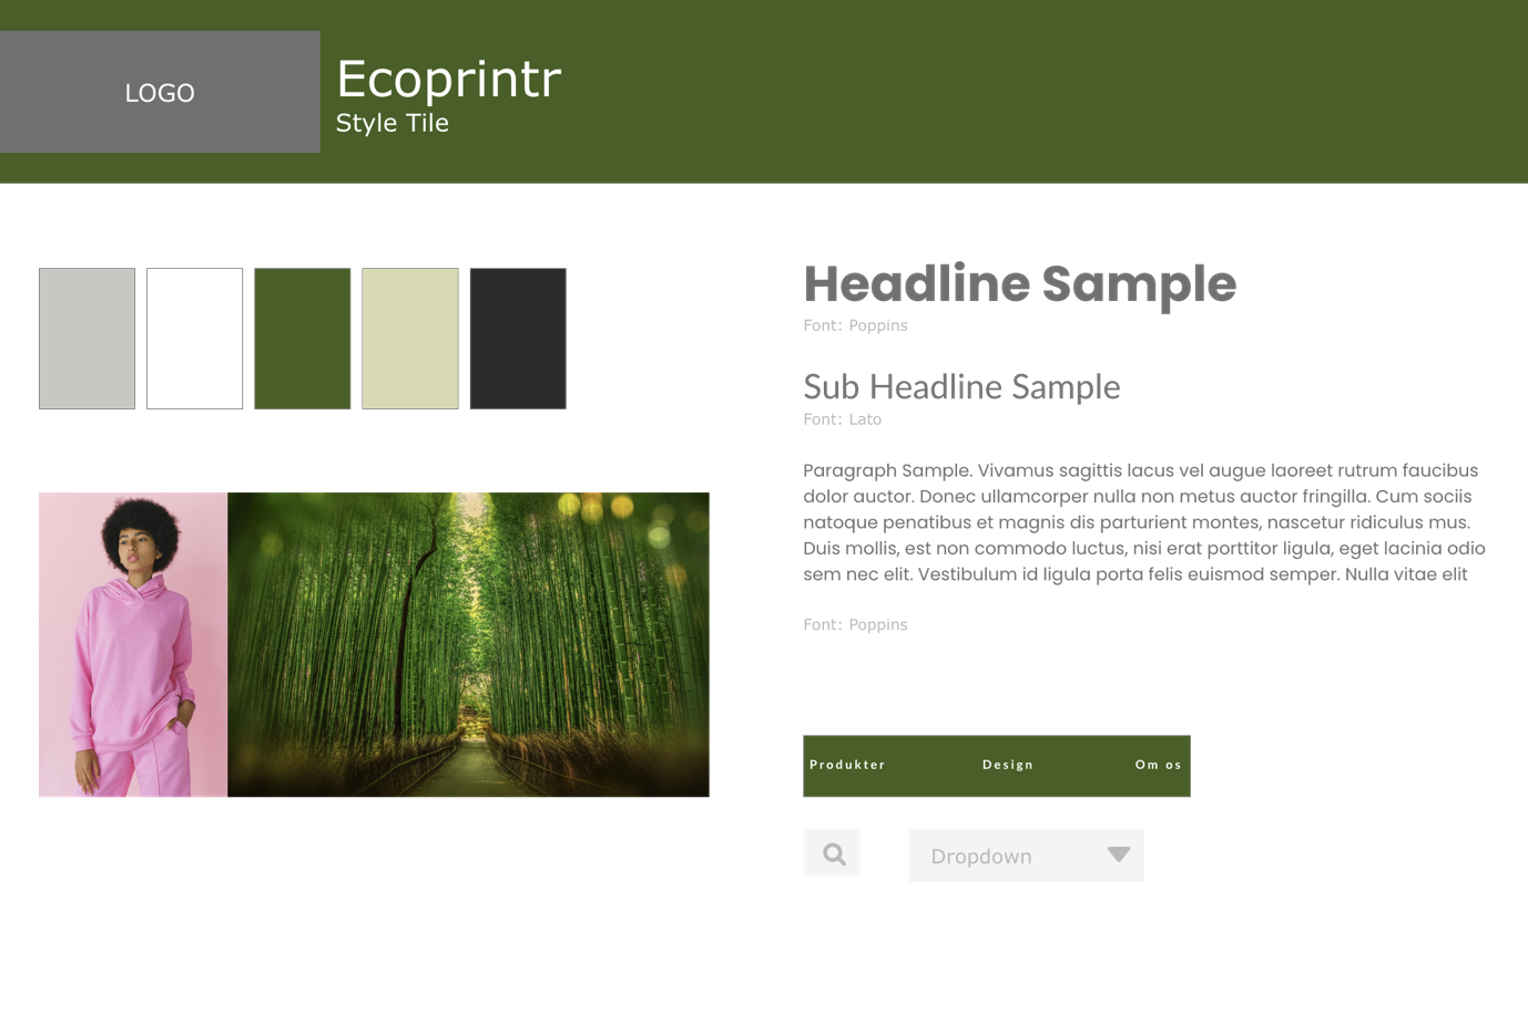 LOGO
Ecoprintr
Style Tile
Headline Sample
Font: Poppins
Sub Headline Sample
Font: Lato
Paragraph Sample. Vivamus sagittis lacus vel augue laoreet rutrum faucibus
dolor auctor. Donec ullamcorper nulla non metus auctor fringilla. Cum sociis
natoque penatibus et magnis dis parturient montes, nascetur ridiculus mus.
Duis mollis, est non commodo luctus, nisi erat porttitor ligula, eget lacinia odio
sem nec elit. Vestibulum id ligula porta felis euismod semper. Nulla vitae elit
Font: Poppins
Produkter Design Om os
Dropdown